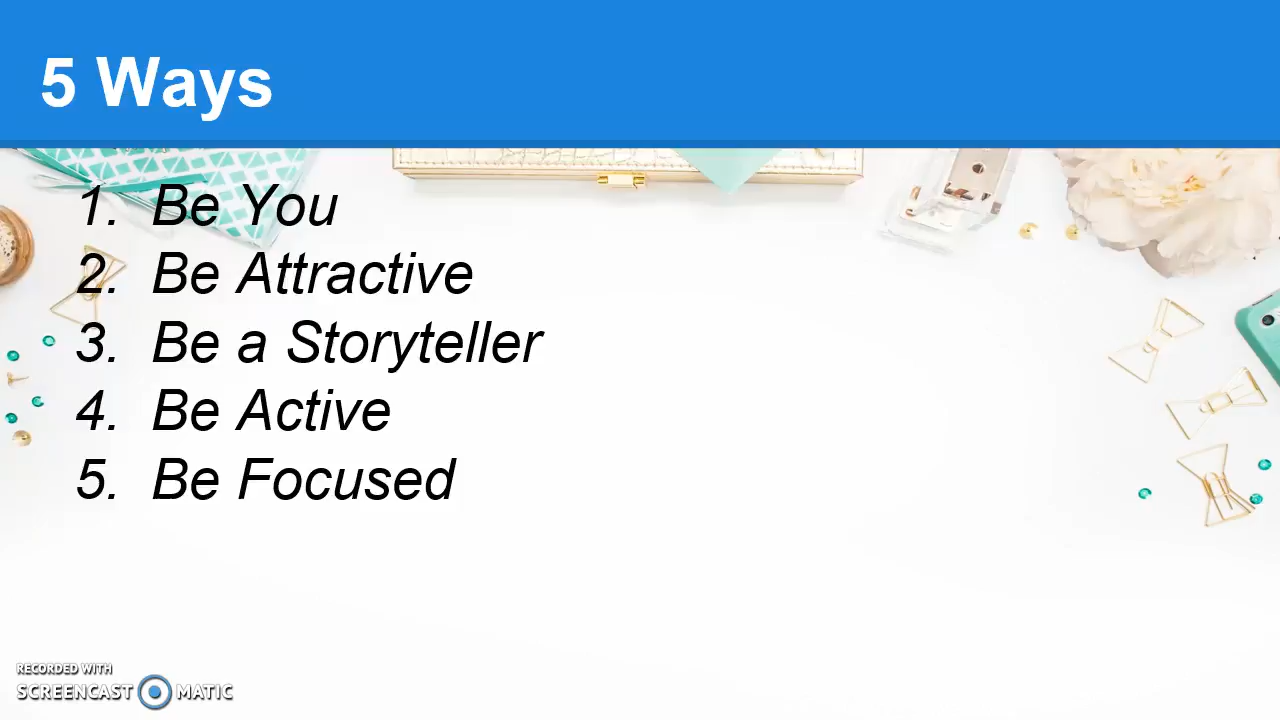 5 Ways
1. Be You
2. Be Attractive
3. Be a Storyteller
4. Be Active
5. Be Focused
RECORDED WITH
SCREENCAST MATIC